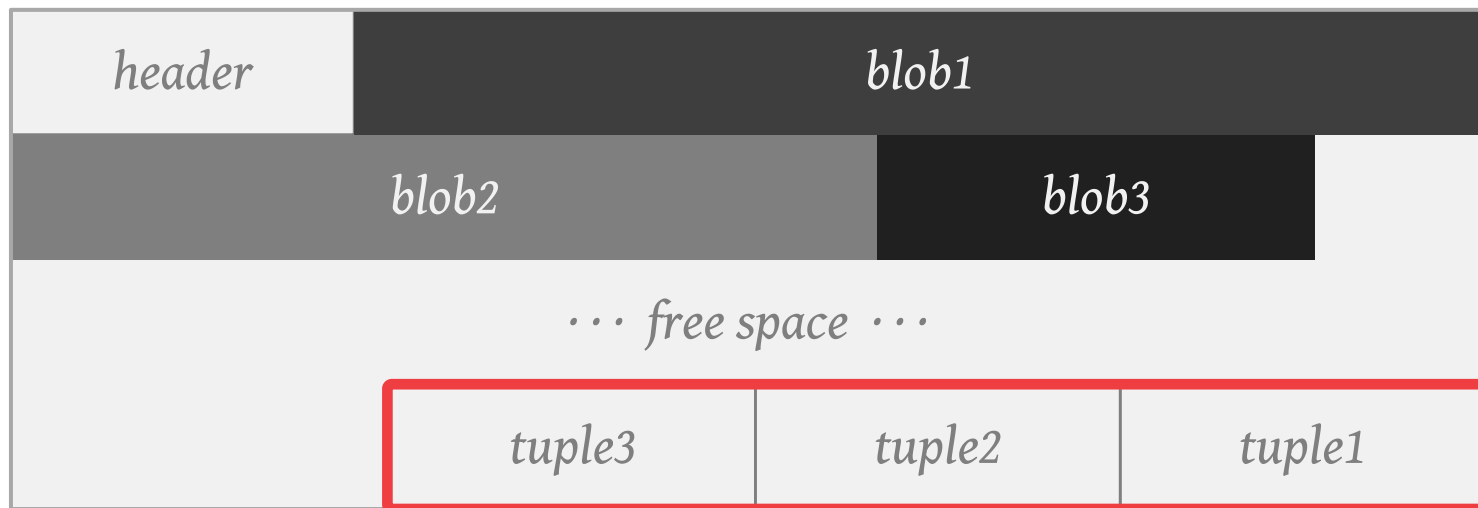 header blob1
blob2 blob3
··· free space ···
tuple3 tuple2 tuple1